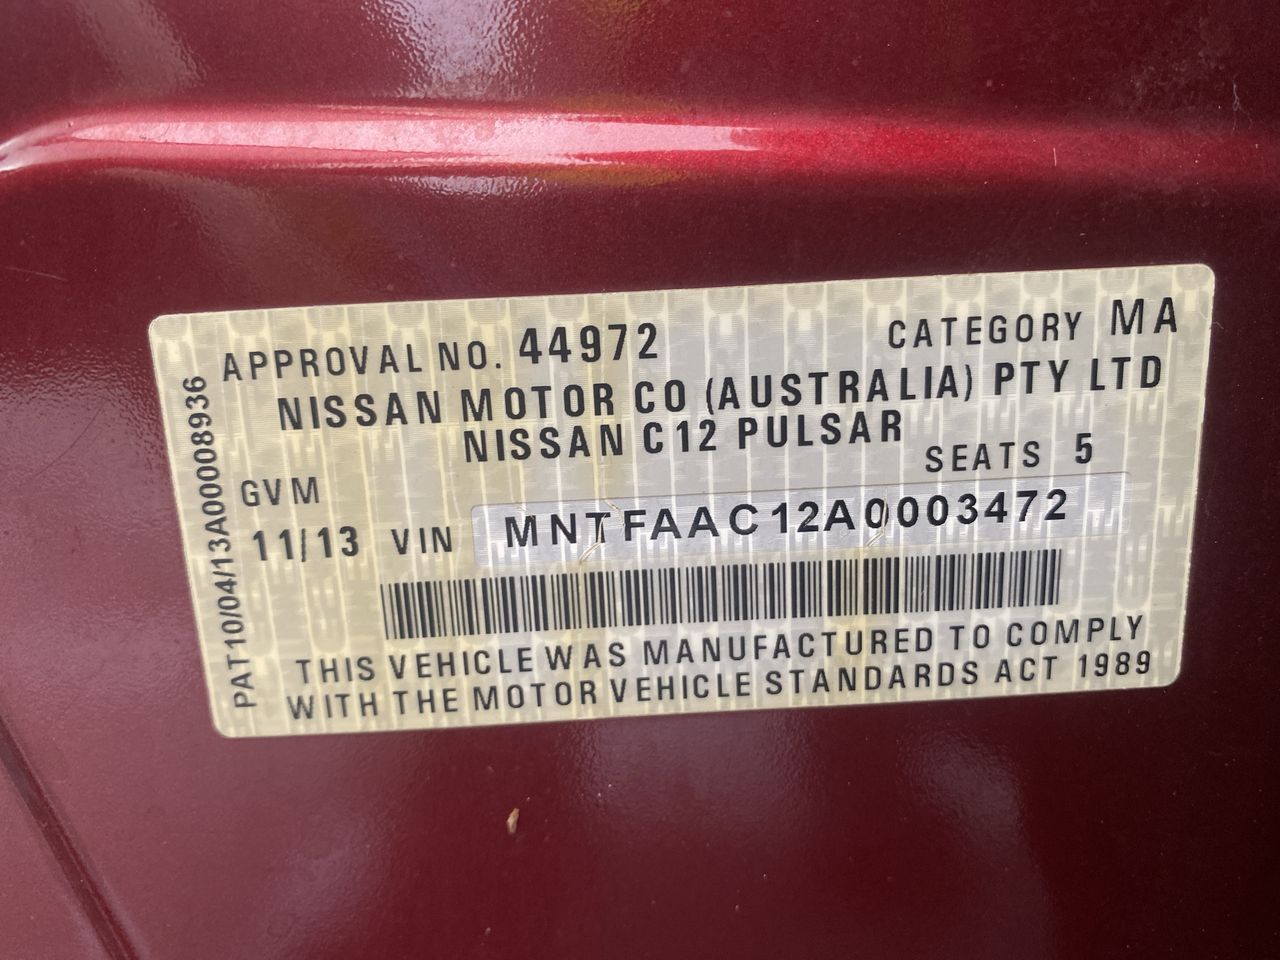 APPROVAL NO. 44972 CATEGORY MA
NISSAN MOTOR CO (AUSTRALIA) PTY LTD
NISSAN C12 PULSAR
SEATS 5
GVM
11/13 VIN MNTFAAC12A0003472
THIS VEHICLE WAS MANUFACTURED TO COMPLY
WITH THE MOTOR VEHICLE STANDARDS ACT 1989
PAT10/04/13A00008936